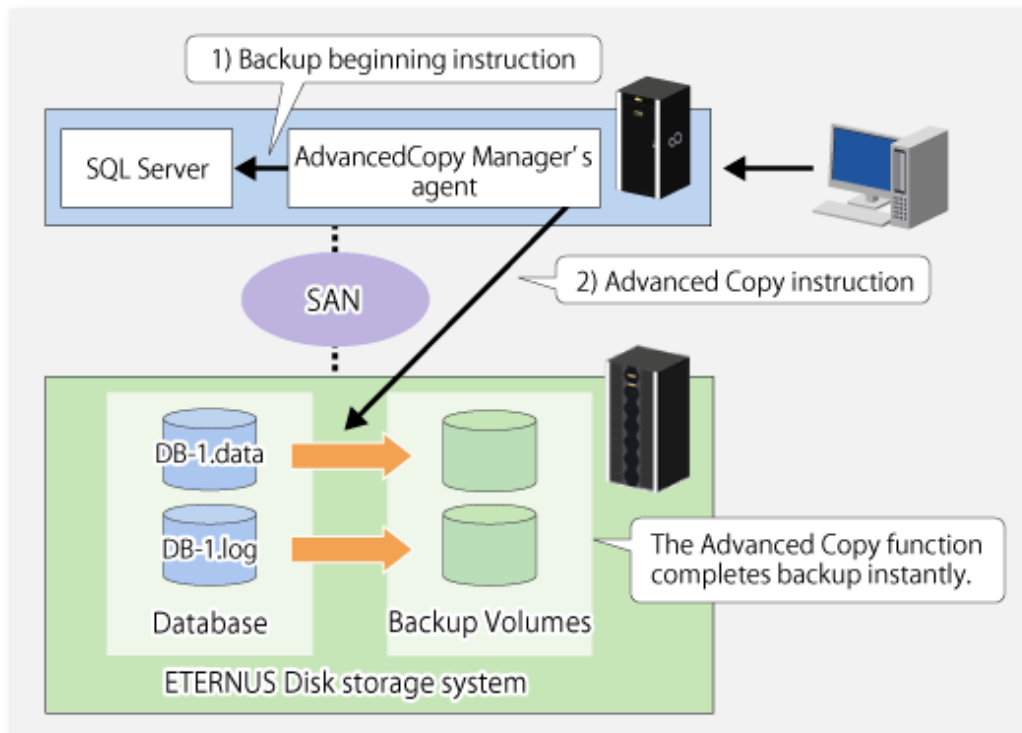 1) Backup beginning instruction
SQL Server
AdvancedCopy Manager's
agent
SAN
2) Advanced Copy instruction
DB-1.data
DB-1.log
The Advanced Copy function
completes backup instantly.
Database
Backup Volumes
ETERNUS Disk storage system